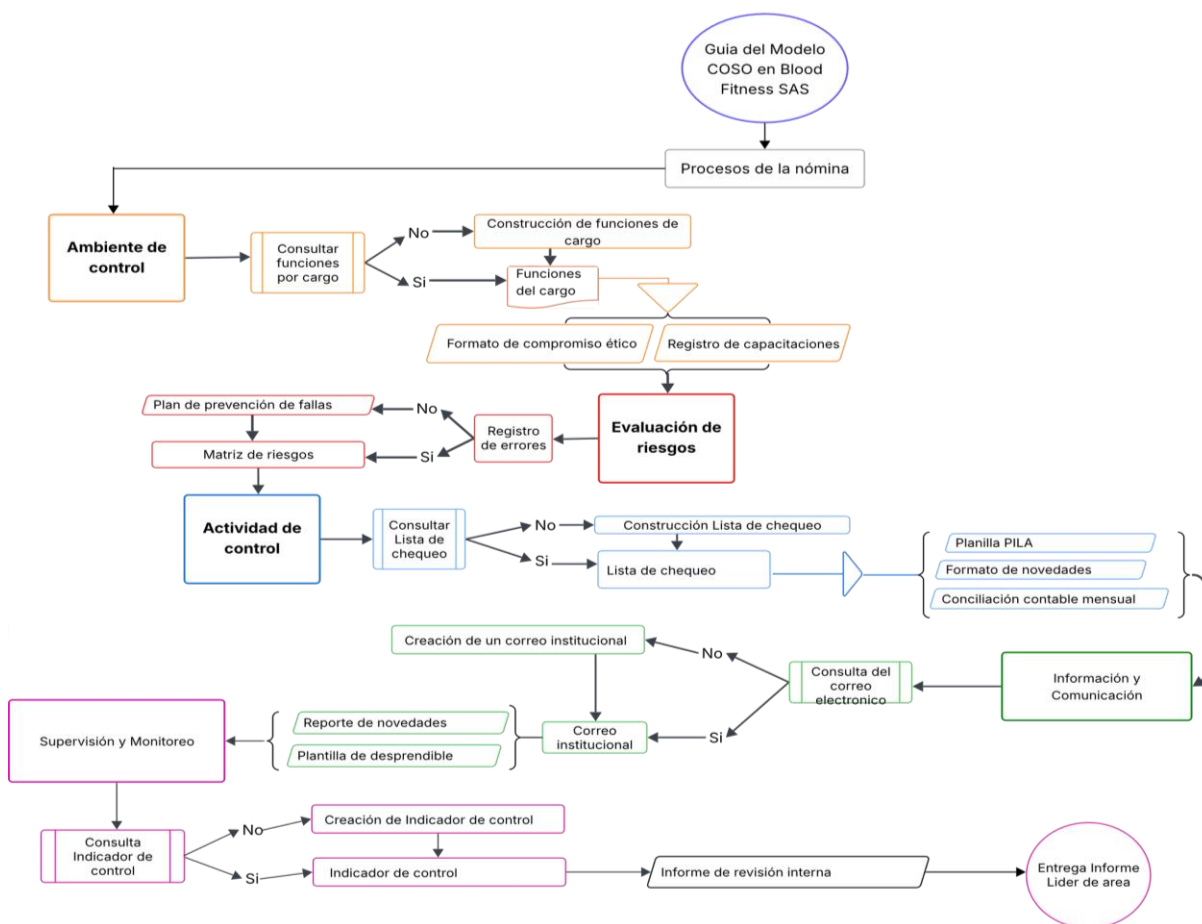 Guia del Modelo
COSO en Blood
Fitness SAS
Procesos de la nómina
Ambiente de
control
Consultar
funciones
por cargo
No
Construcción de funciones de
cargo
Si
Funciones
del cargo
Formato de compromiso ético
Registro de capacitaciones
Evaluación de
riesgos
Registro
de errores
No
Plan de prevención de fallas
Si
Matriz de riesgos
Actividad de
control
Consultar
Lista de
chequeo
No
Construcción Lista de chequeo
Si
Lista de chequeo
Planilla PILA
Formato de novedades
Conciliación contable mensual
Información y
Comunicación
Consulta del
correo
electronico
No
Creación de un correo institucional
Si
Correo
institucional
Reporte de novedades
Plantilla de desprendible
Supervisión y Monitoreo
Consulta
Indicador de
control
No
Creación de Indicador de control
Si
Indicador de control
Informe de revisión interna
Entrega Informe
Lider de area